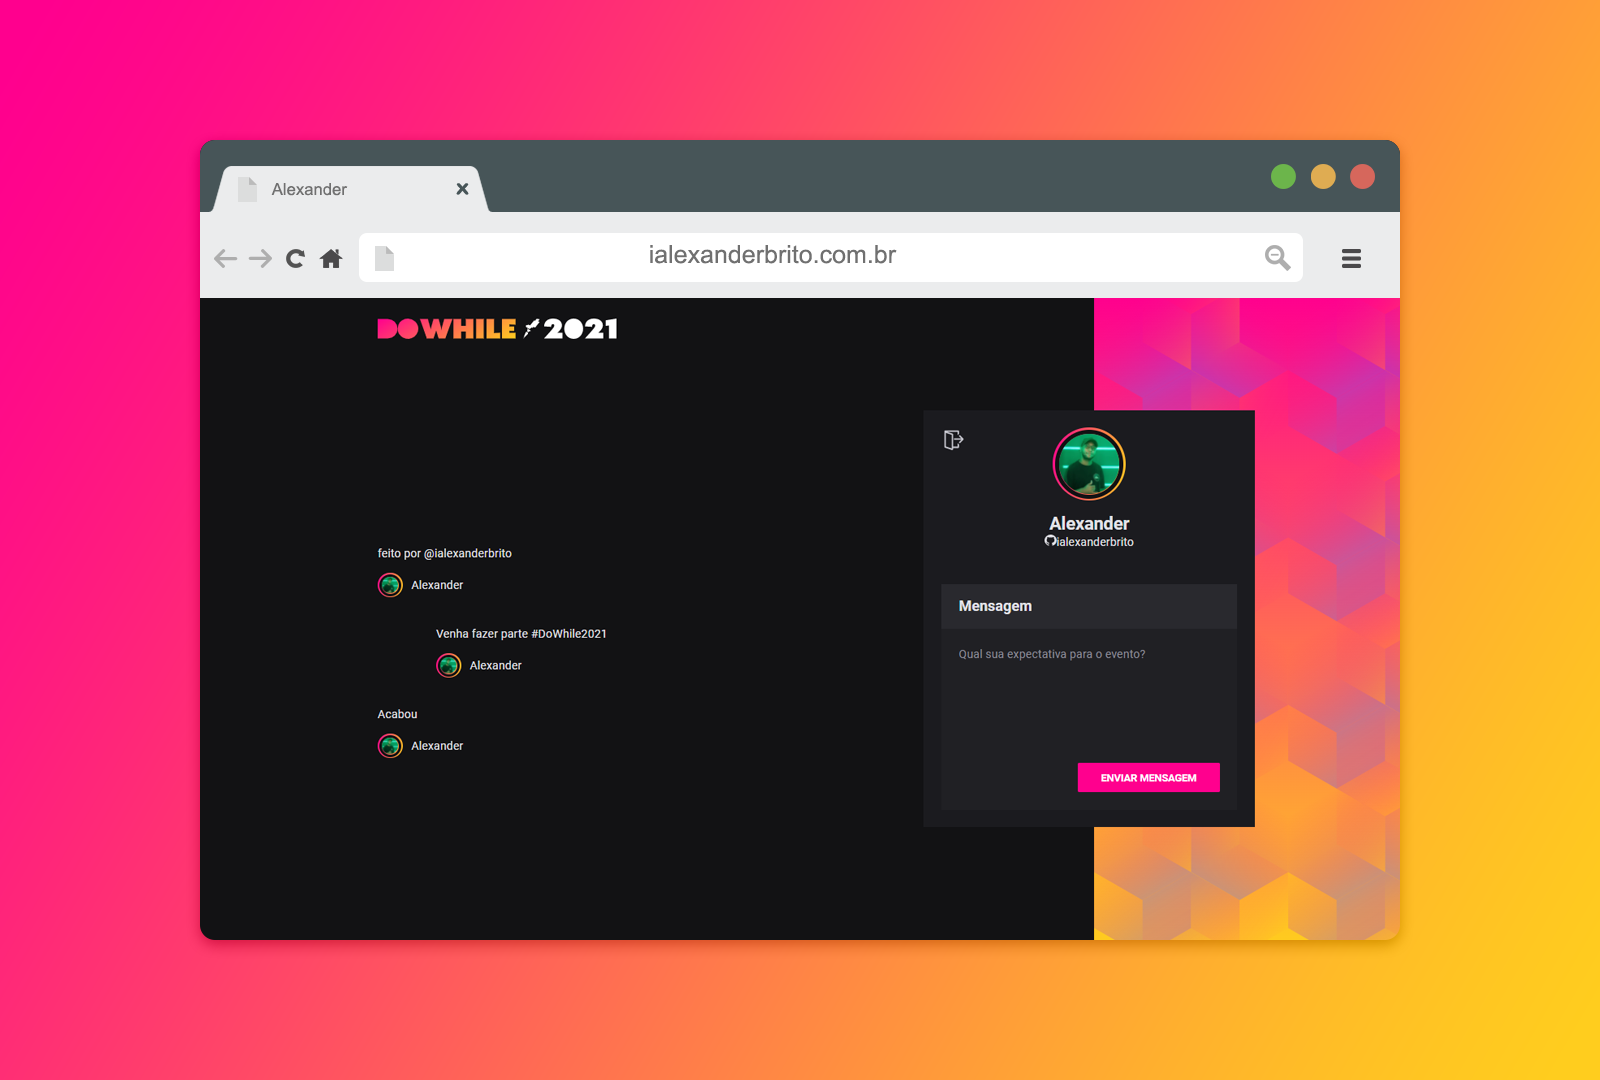 Alexander
ialexanderbrito.com.br
DOWHILE 2021
feito por @ialexanderbrito
Alexander
Venha fazer parte #DoWhile2021
Alexander
Acabou
Alexander
Alexander
ialexanderbrito
Mensagem
Qual sua expectativa para o evento?
ENVIAR MENSAGEM